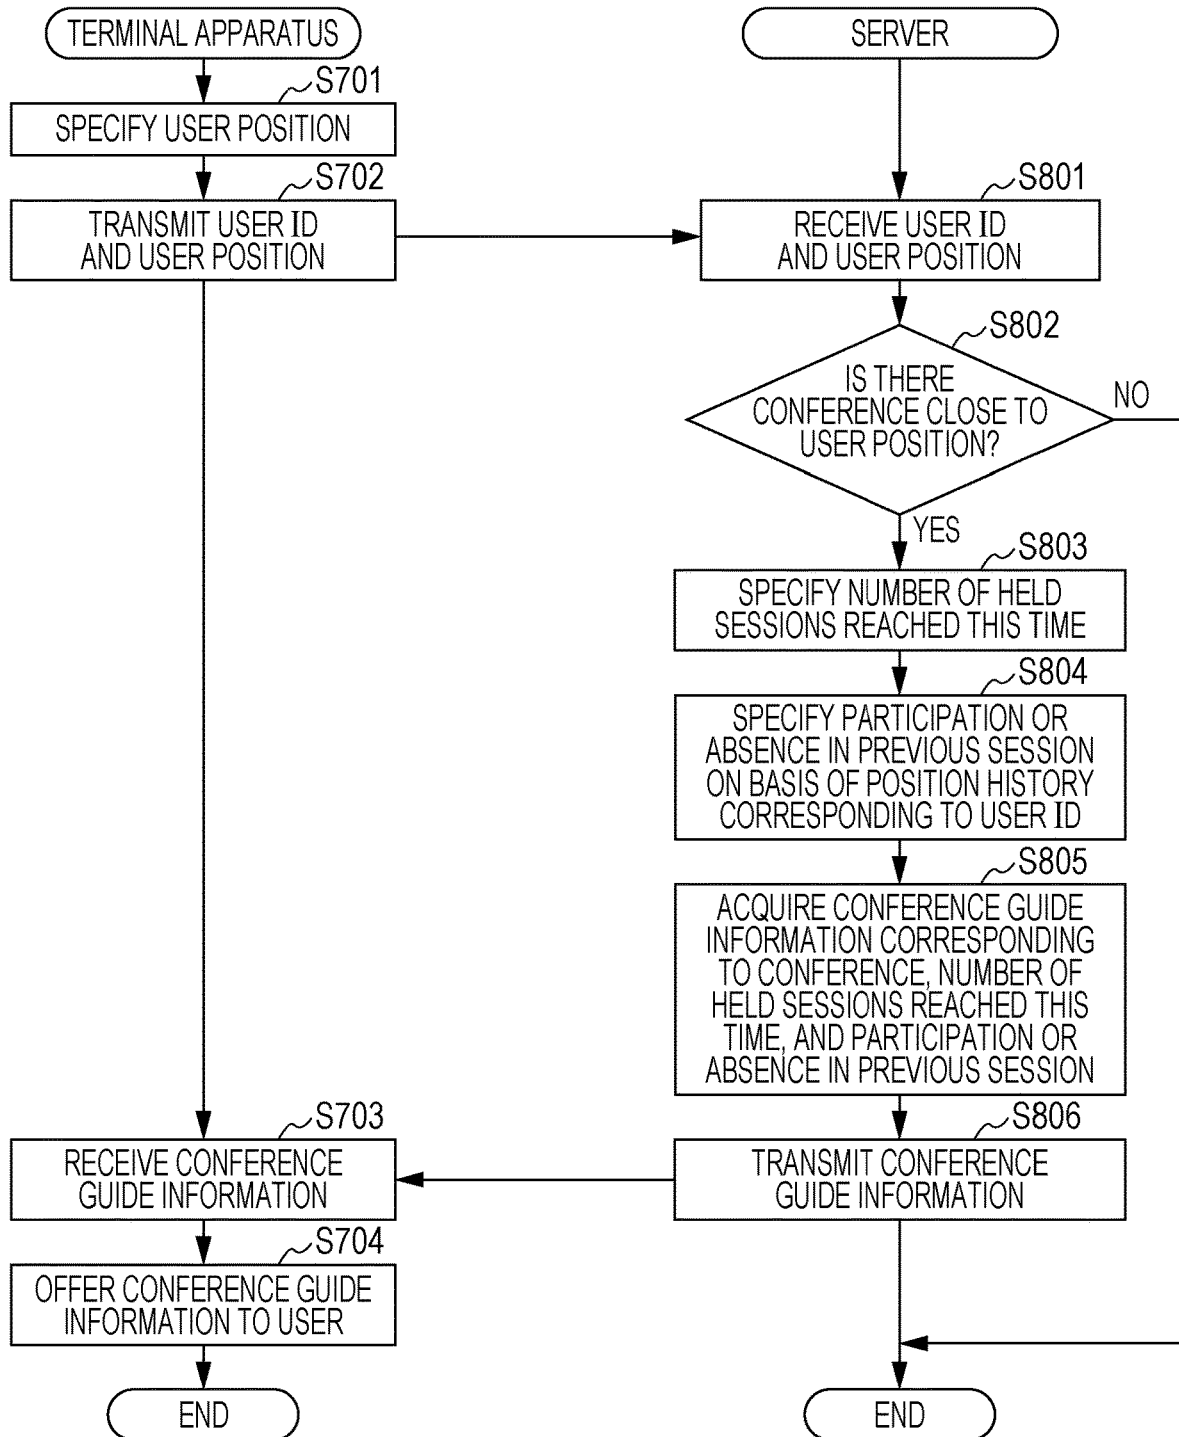 TERMINAL APPARATUS
S701
SPECIFY USER POSITION
S702
TRANSMIT USER ID
AND USER POSITION
SERVER
S801
RECEIVE USER ID
AND USER POSITION
S802
IS THERE
CONFERENCE CLOSE TO
USER POSITION?
NO
YES
S803
SPECIFY NUMBER OF HELD
SESSIONS REACHED THIS TIME
S804
SPECIFY PARTICIPATION OR
ABSENCE IN PREVIOUS SESSION
ON BASIS OF POSITION HISTORY
CORRESPONDING TO USER ID
S805
ACQUIRE CONFERENCE GUIDE
INFORMATION CORRESPONDING
TO CONFERENCE, NUMBER OF
HELD SESSIONS REACHED THIS
TIME, AND PARTICIPATION OR
ABSENCE IN PREVIOUS SESSION
S806
TRANSMIT CONFERENCE
GUIDE INFORMATION
S703
RECEIVE CONFERENCE
GUIDE INFORMATION
S704
OFFER CONFERENCE GUIDE
INFORMATION TO USER
END
END